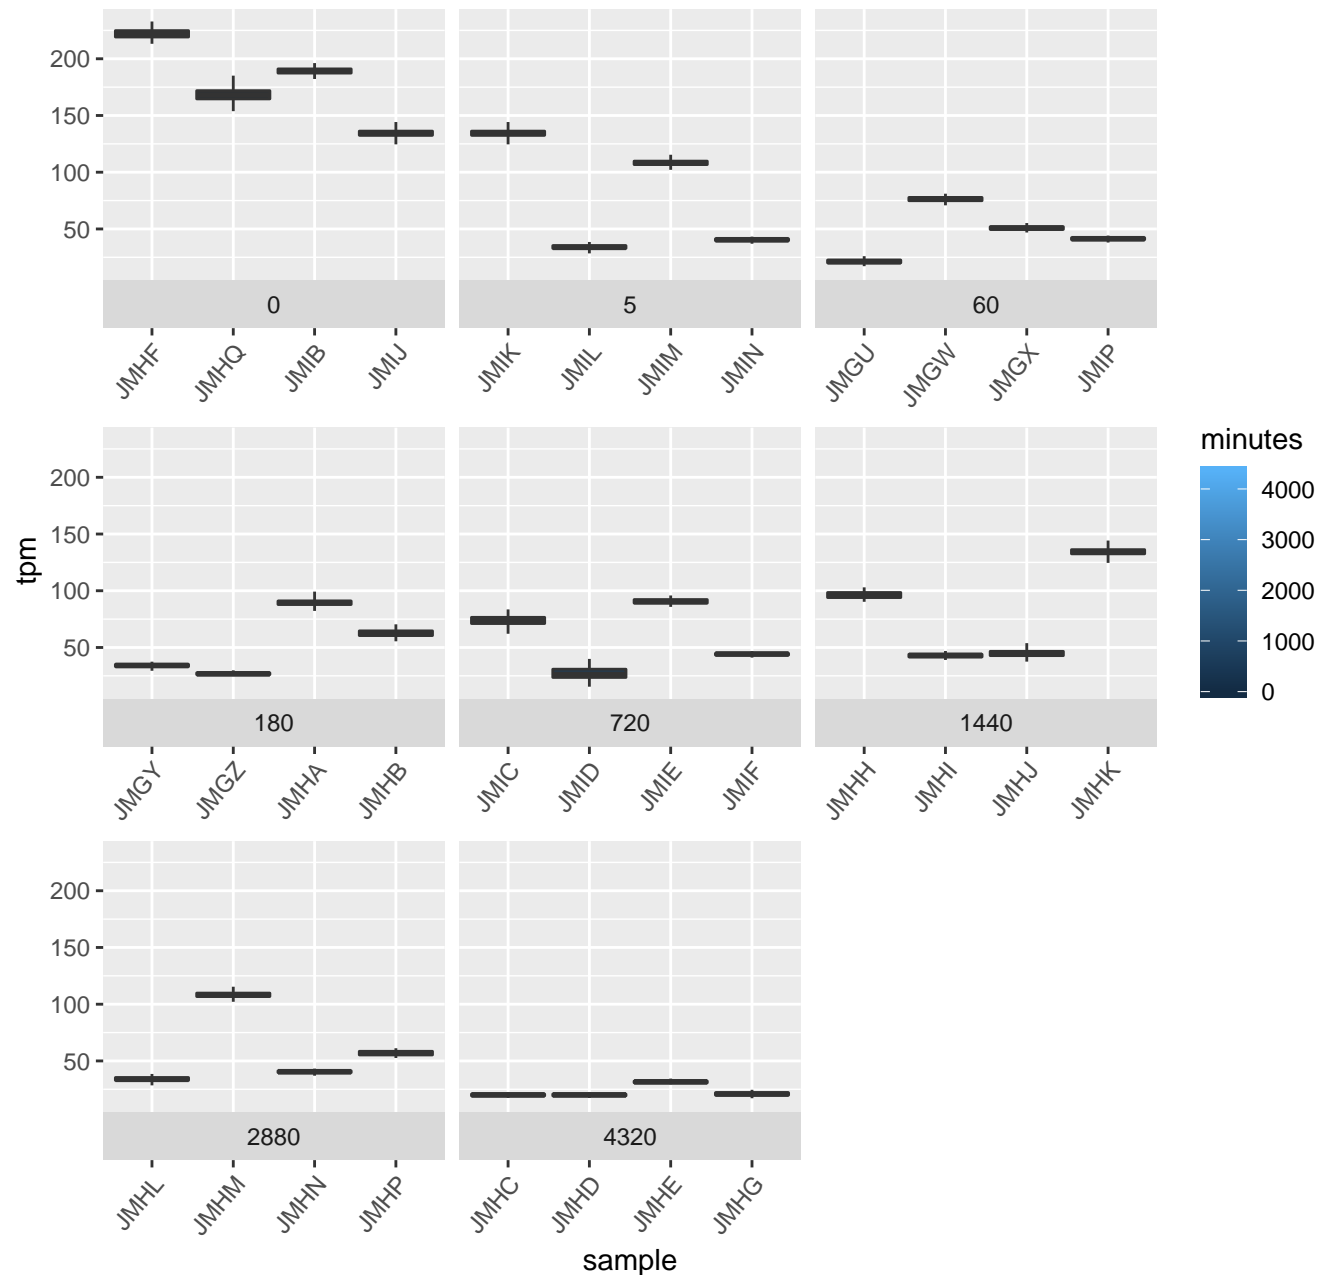 200
150
100
50
0
5
60
JMHF
JMHQ
JMIB
JMIJ
JMIK
JMIL
JMIM
JMIN
JMGU
JMGW
JMGX
JMIP
tpm
200
150
100
50
180
720
1440
JMGY
JMGZ
JMHA
JMHB
JMIC
JMID
JMIE
JMIF
JMHH
JMHI
JMHJ
JMHK
minutes
4000
3000
2000
1000
0
200
150
100
50
2880
4320
JMHL
JMHM
JMHN
JMHP
JMHC
JMHD
JMHE
JMHG
sample